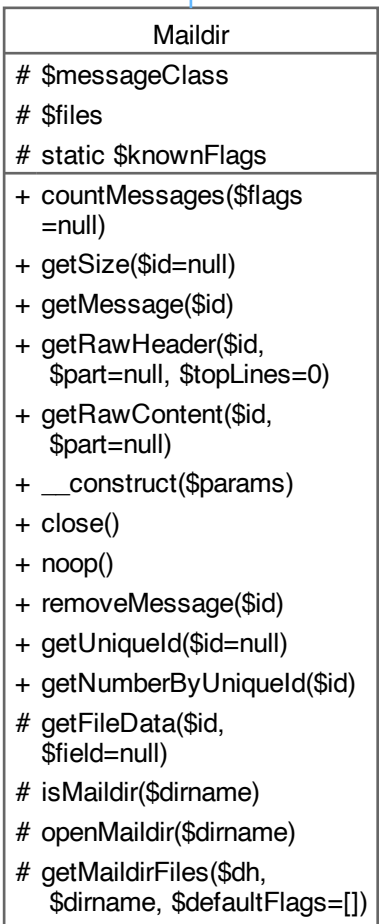 Maildir
# $messageClass
# $files
# static $knownFlags
+ countMessages($flags
=null)
+ getSize($id=null)
+ getMessage($id)
+ getRawHeader($id,
$part=null, $topLines=0)
+ getRawContent($id,
$part=null)
+ __construct($params)
+ close()
+ noop()
+ removeMessage($id)
+ getUniqueId($id=null)
+ getNumberByUniqueId($id)
# getFileData($id,
$field=null)
# isMaildir($dirname)
# openMaildir($dirname)
# getMaildirFiles($dh,
$dirname, $defaultFlags=[])